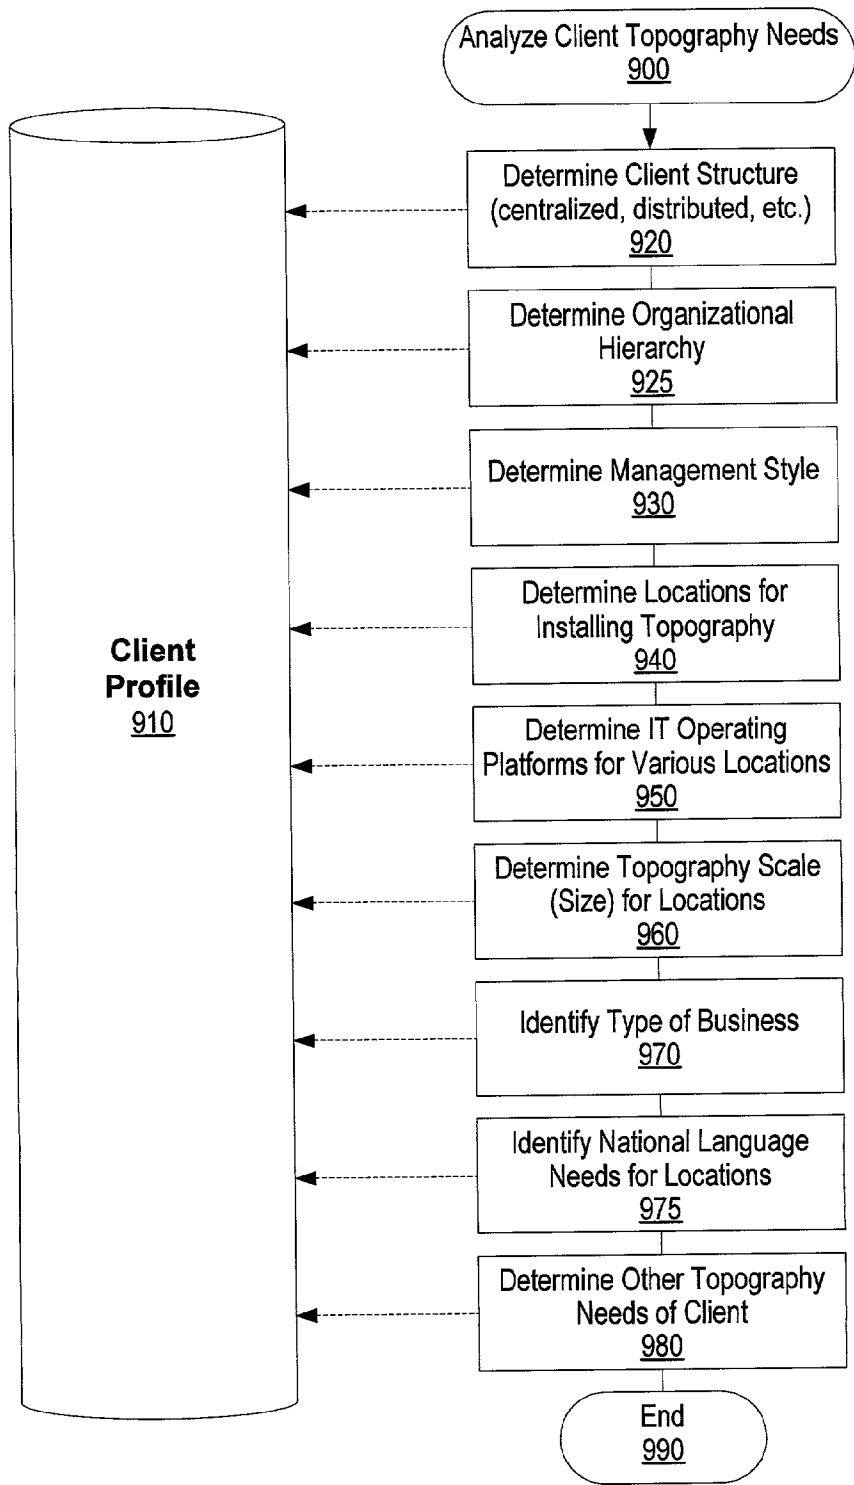 Analyze Client Topography Needs
900
Determine Client Structure
(centralized, distributed, etc.)
920
Determine Organizational
Hierarchy
925
Determine Management Style
930
Determine Locations for
Installing Topography
940
Client
Profile
910
Determine IT Operating
Platforms for Various Locations
950
Determine Topography Scale
(Size) for Locations
960
Identify Type of Business
970
Identify National Language
Needs for Locations
975
Determine Other Topography
Needs of Client
980
End
990